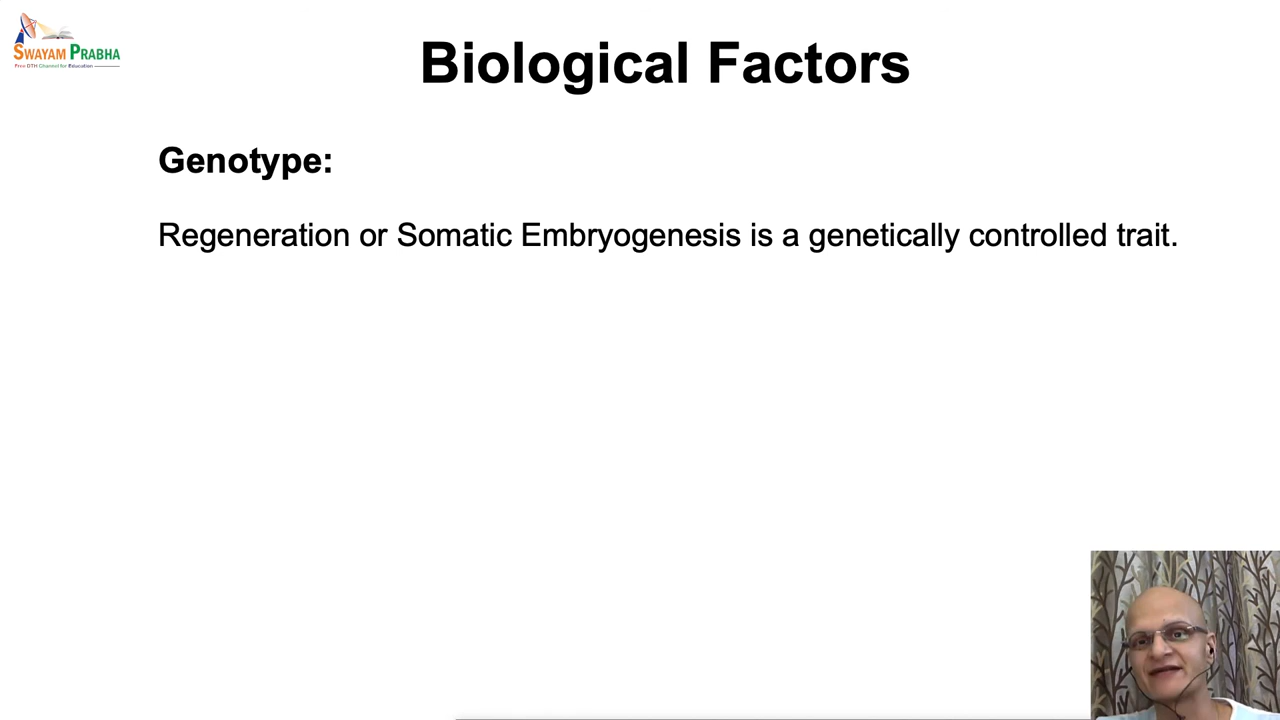 SWAYAM PRABHA
Free DTH Channel for Education
Biological Factors
Genotype:
Regeneration or Somatic Embryogenesis is a genetically controlled trait.